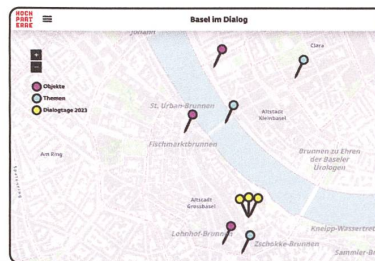 HOCH
PART
ERRE
Basel im Dialog
Johann
Clara
+
-
Objekte
Themen
Dialogtage 2023
St. Urban-Brunnen
Altstadt
Kleinbasel
Fischmarktbrunnen
Am Ring
Brunnen zu Ehren
der Baseler
Urologen
Altstadt
Grossbasel
Lohnhof-Brunnen
Zschokke-Brunnen
Kneipp-Wassertret
Sammler-Br